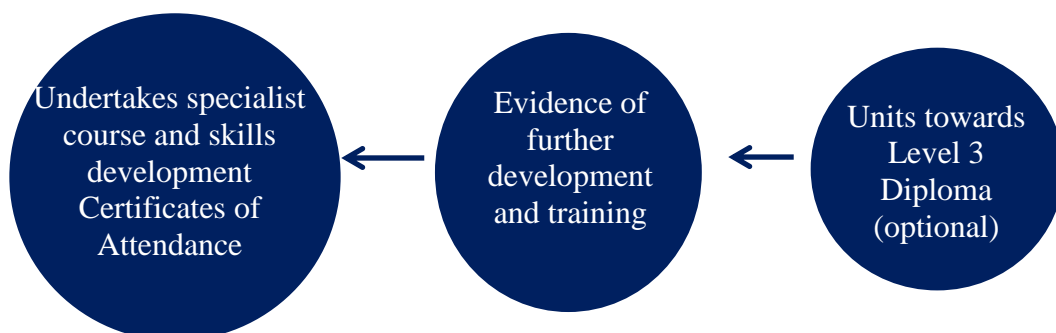 Undertakes specialist
course and skills
development
Certificates of
Attendance
Evidence of
further
development
and training
Units towards
Level 3
Diploma
(optional)